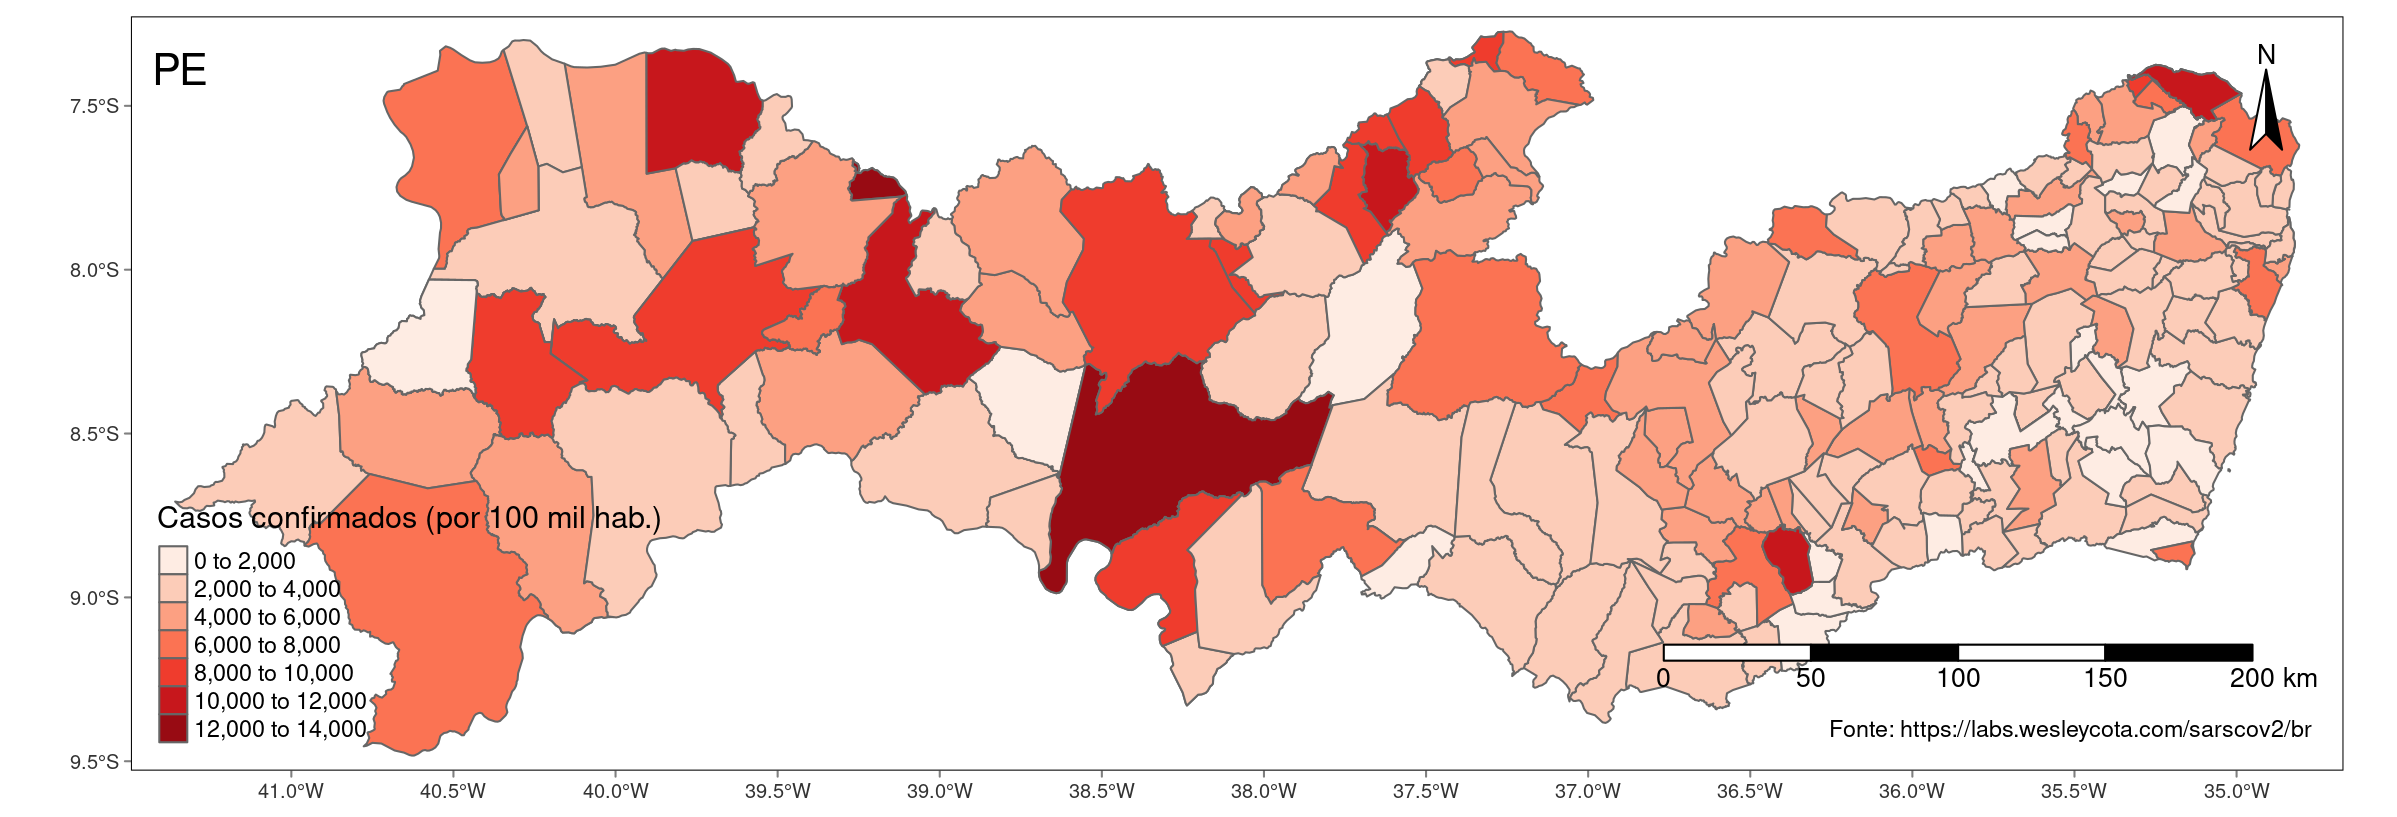 PE
N
7.5°S
8.0°S
8.5°S
9.0°S
9.5°S
Casos confirmados (por 100 mil hab.)
0 to 2,000
2,000 to 4,000
4,000 to 6,000
6,000 to 8,000
8,000 to 10,000
10,000 to 12,000
12,000 to 14,000
0 50 100 150 200 km
Fonte: https://labs.wesleycota.com/sarscov2/br
41.0°W 40.5°W 40.0°W 39.5°W 39.0°W 38.5°W 38.0°W 37.5°W 37.0°W 36.5°W 36.0°W 35.5°W 35.0°W